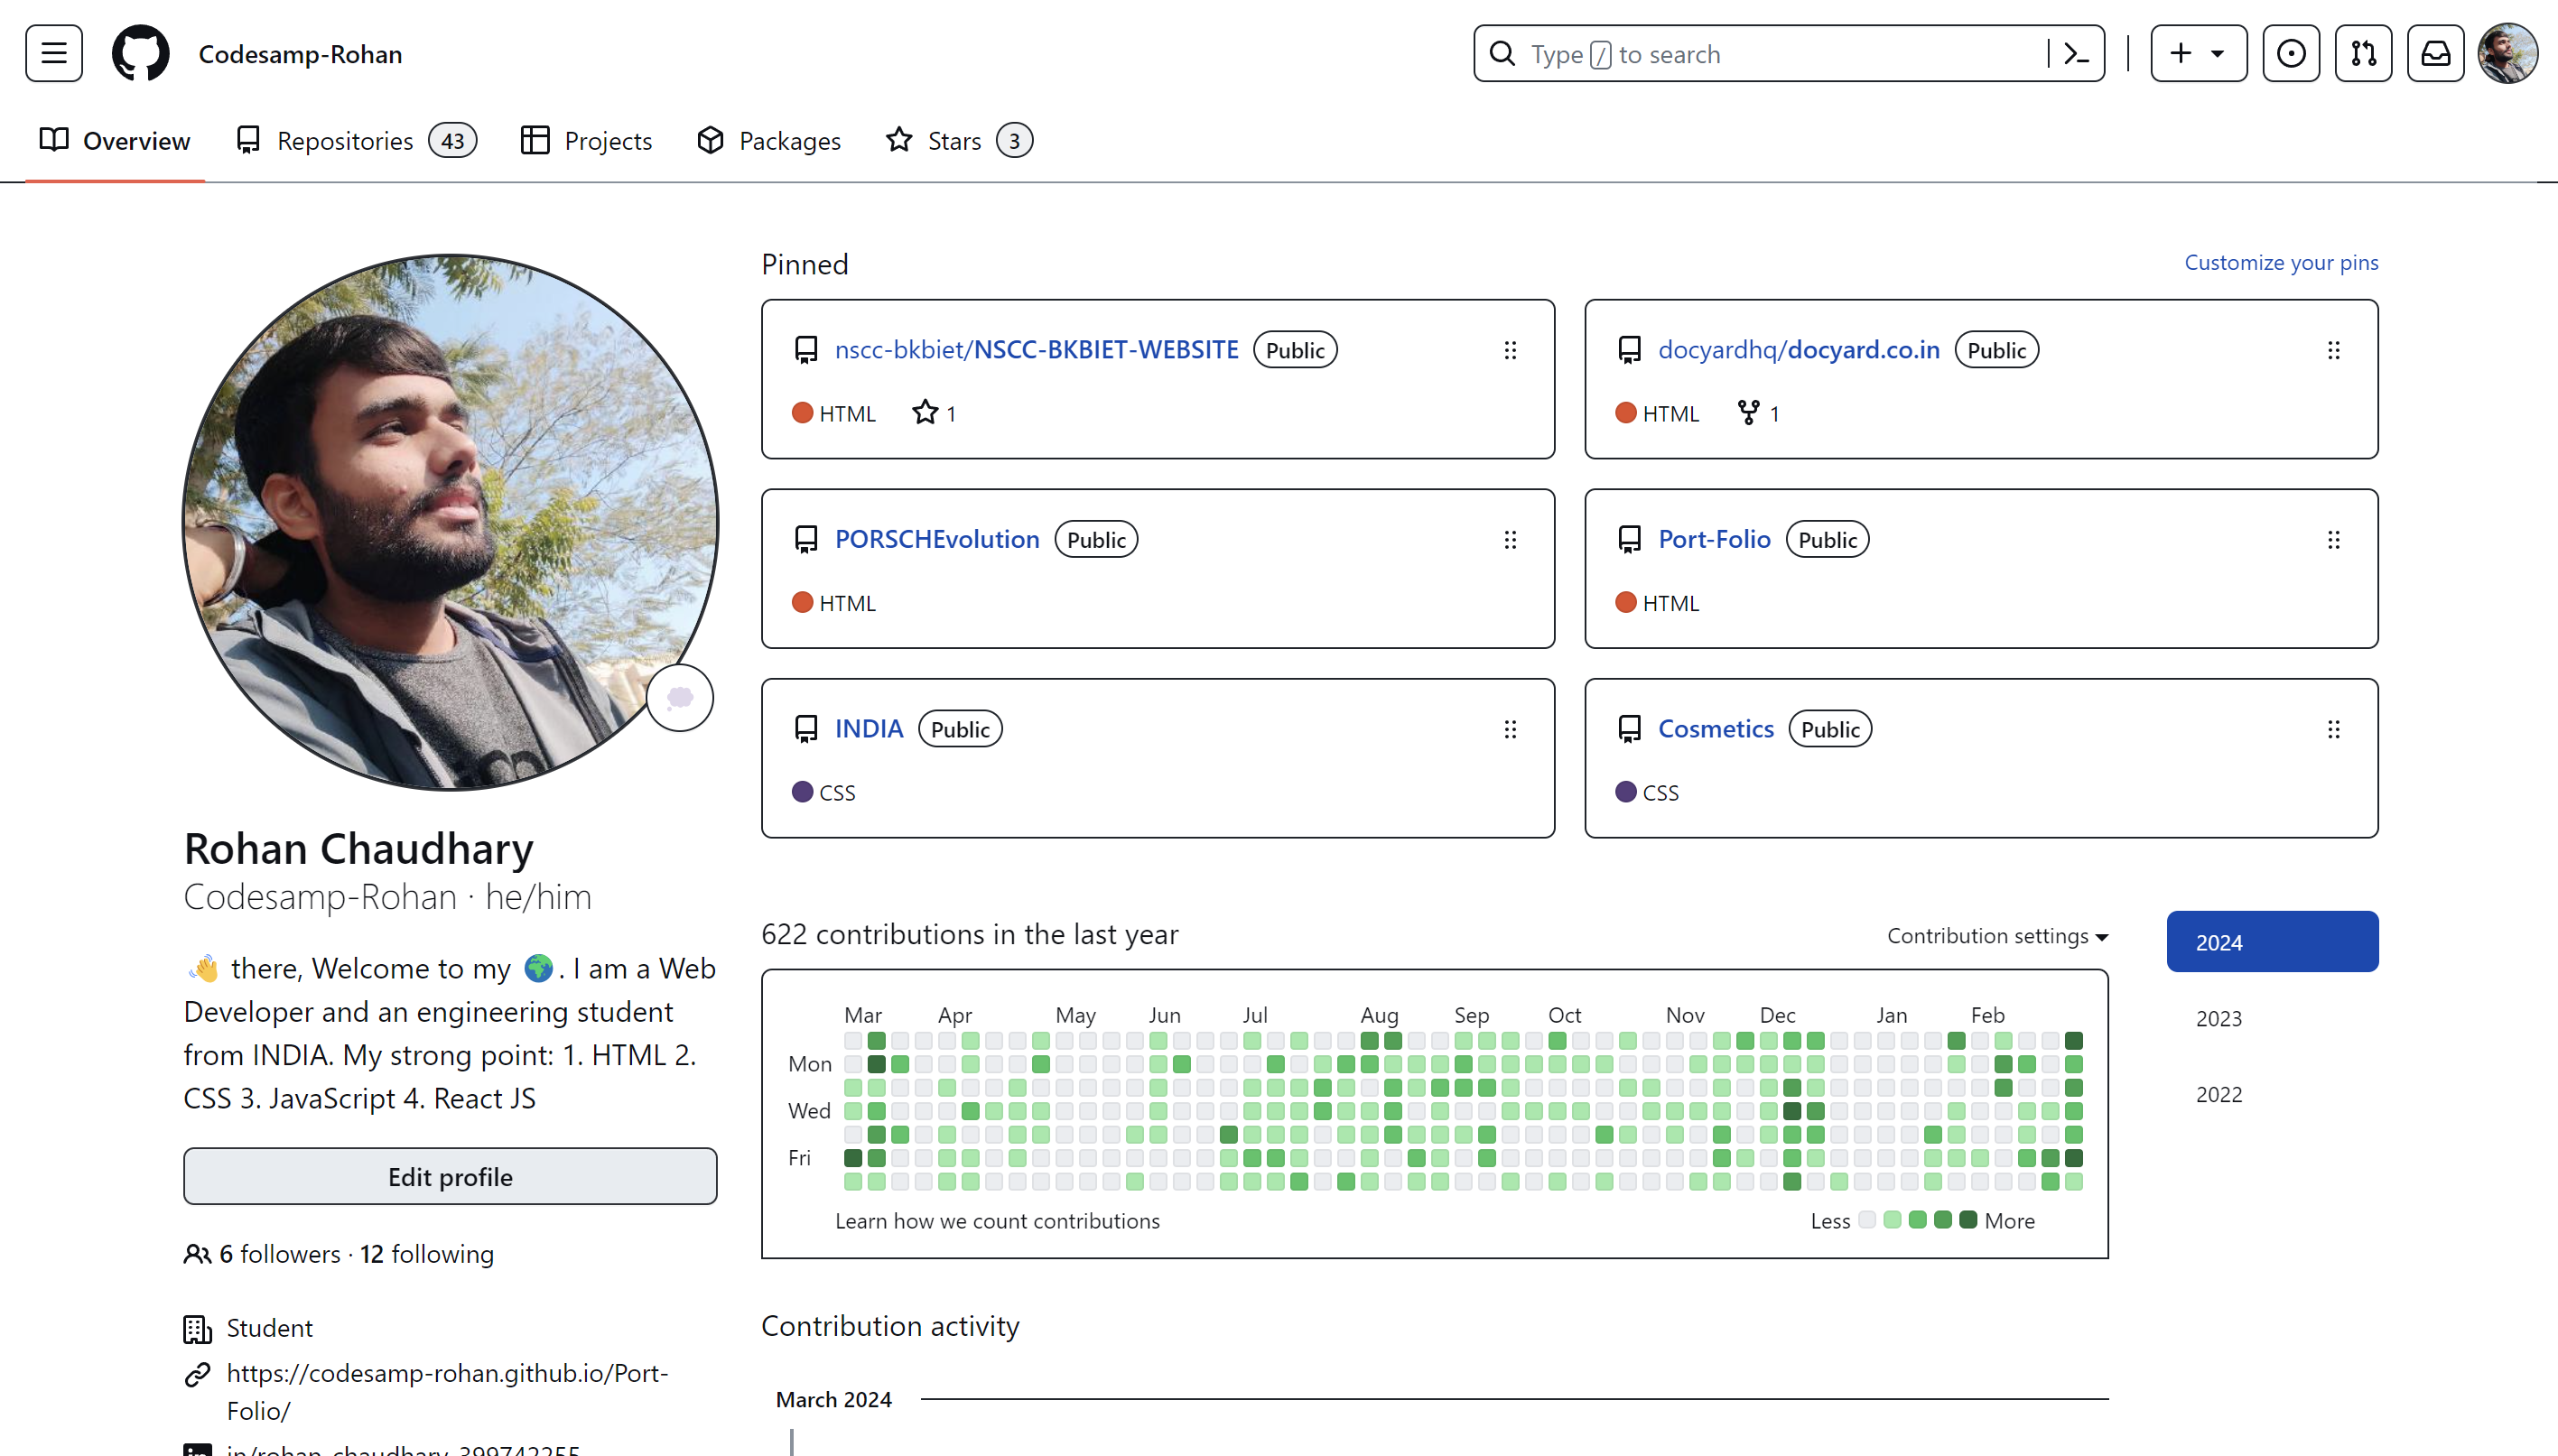 Codesamp-Rohan
Type / to search
Overview
Repositories 43
Projects
Packages
Stars 3
Pinned
Customize your pins
nscc-bkbiet/NSCC-BKBIET-WEBSITE Public
HTML 1
docyardhq/docyard.co.in Public
HTML 1
PORSCHEvolution Public
HTML
Port-Folio Public
HTML
INDIA Public
CSS
Cosmetics Public
CSS
Rohan Chaudhary
Codesamp-Rohan · he/him
👋 there, Welcome to my 🌍. I am a Web
Developer and an engineering student
from INDIA. My strong point: 1. HTML 2.
CSS 3. JavaScript 4. React JS
Edit profile
6 followers · 12 following
Student
https://codesamp-rohan.github.io/Port-
Folio/
in/rohan-chaudhary-399742255
622 contributions in the last year
Contribution settings
2024
2023
2022
Mar Apr May Jun Jul Aug Sep Oct Nov Dec Jan Feb
Mon
Wed
Fri
Learn how we count contributions
Less More
Contribution activity
March 2024